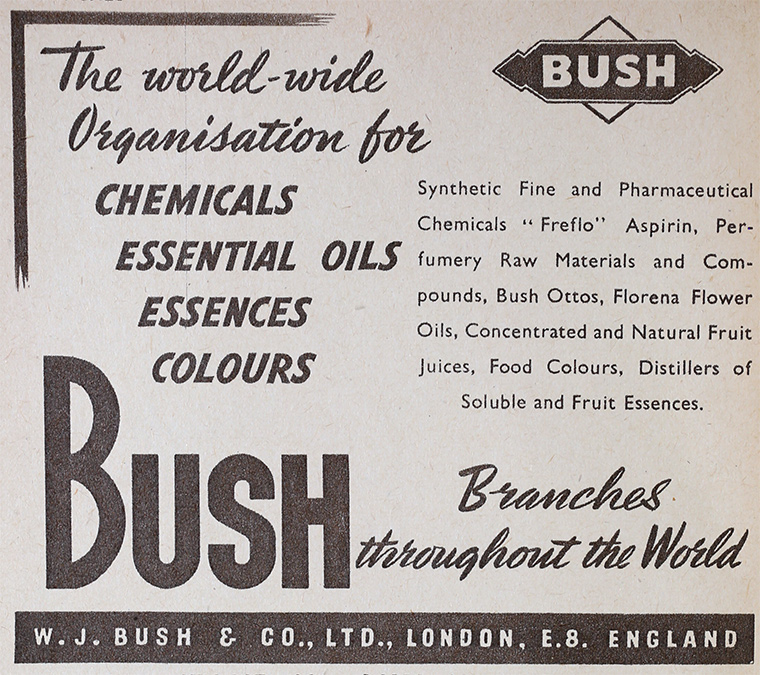 The world-wide
Organisation for
CHEMICALS
ESSENTIAL OILS
ESSENCES
COLOURS
BUSH
Synthetic Fine and Pharmaceutical
Chemicals "Freflo" Aspirin, Per-
fumery Raw Materials and Com-
pounds, Bush Ottos, Florena Flower
Oils, Concentrated and Natural Fruit
Juices, Food Colours, Distillers of
Soluble and Fruit Essences.
BUSH
Branches
throughout the World
W. J. BUSH & CO., LTD., LONDON, E.8. ENGLAND